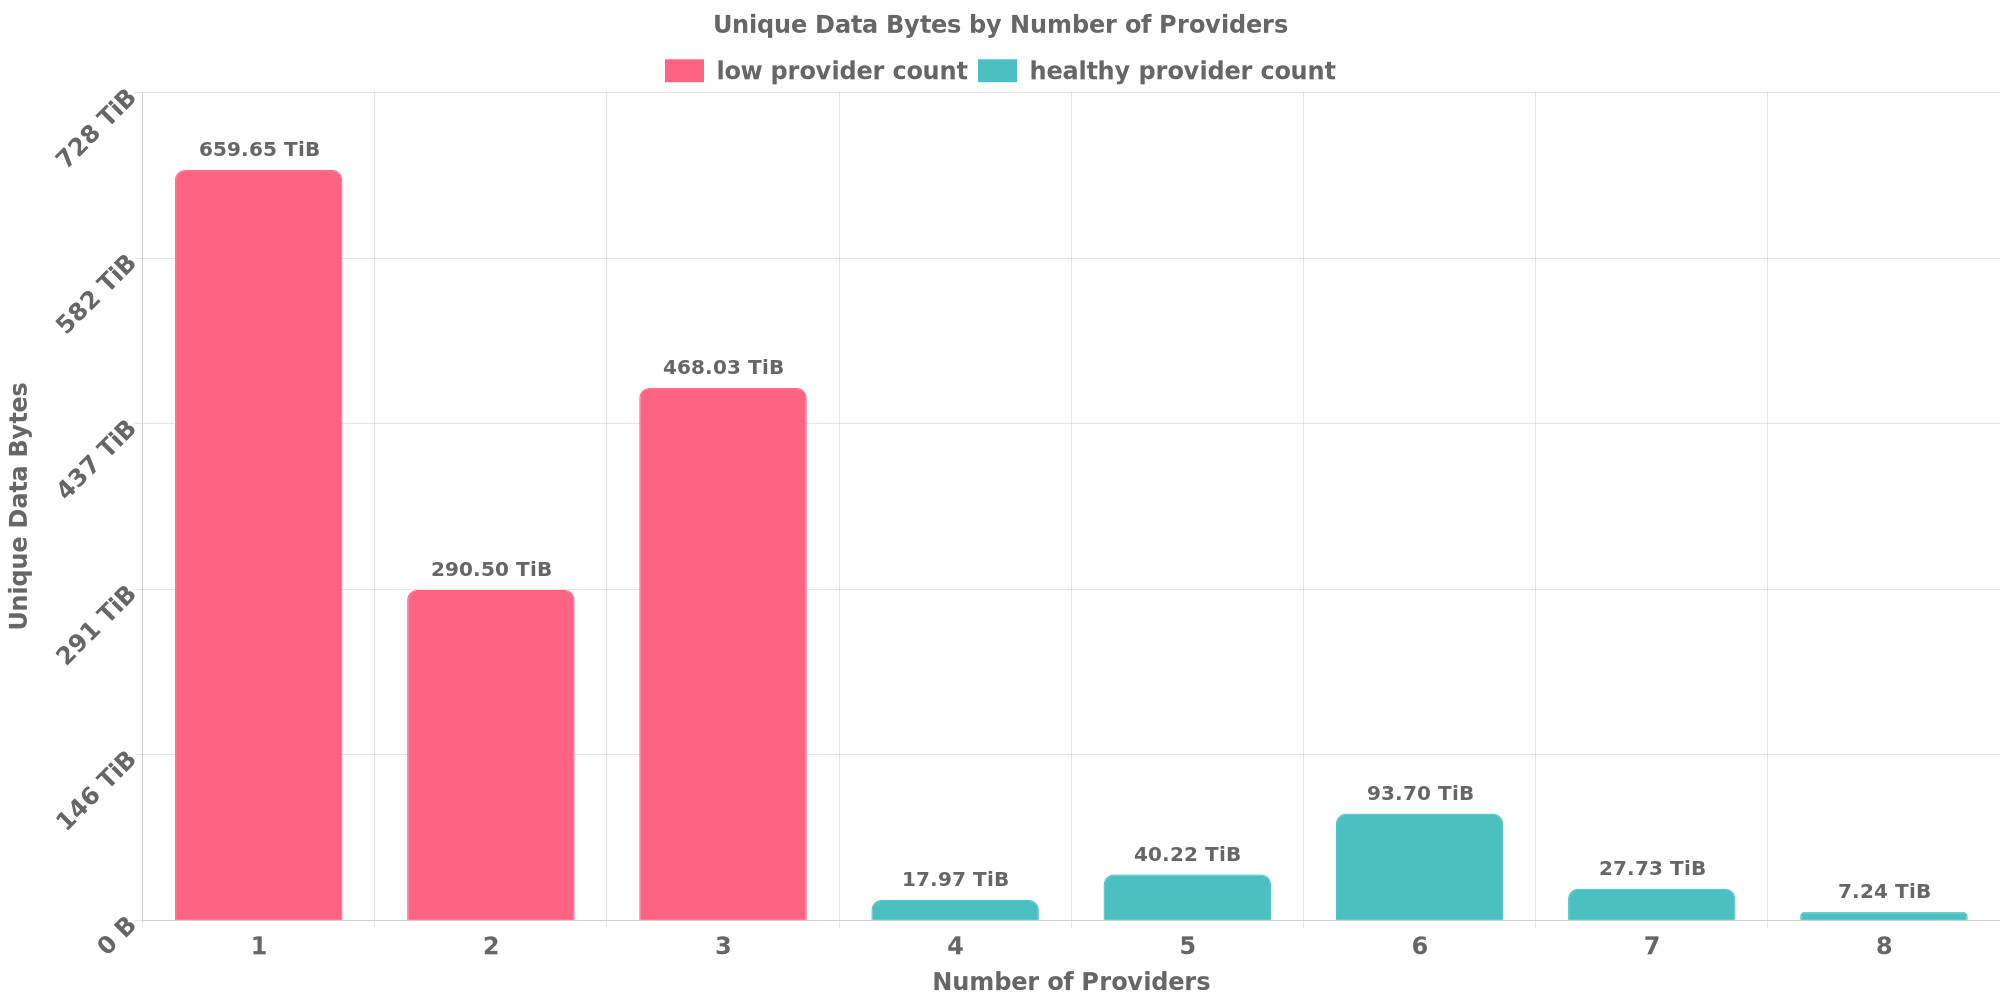 Unique Data Bytes by Number of Providers
low provider count healthy provider count
728 TiB
582 TiB
437 TiB
291 TiB
146 TiB
0 B
Unique Data Bytes
659.65 TiB
290.50 TiB
468.03 TiB
17.97 TiB
40.22 TiB
93.70 TiB
27.73 TiB
7.24 TiB
1 2 3 4 5 6 7 8
Number of Providers